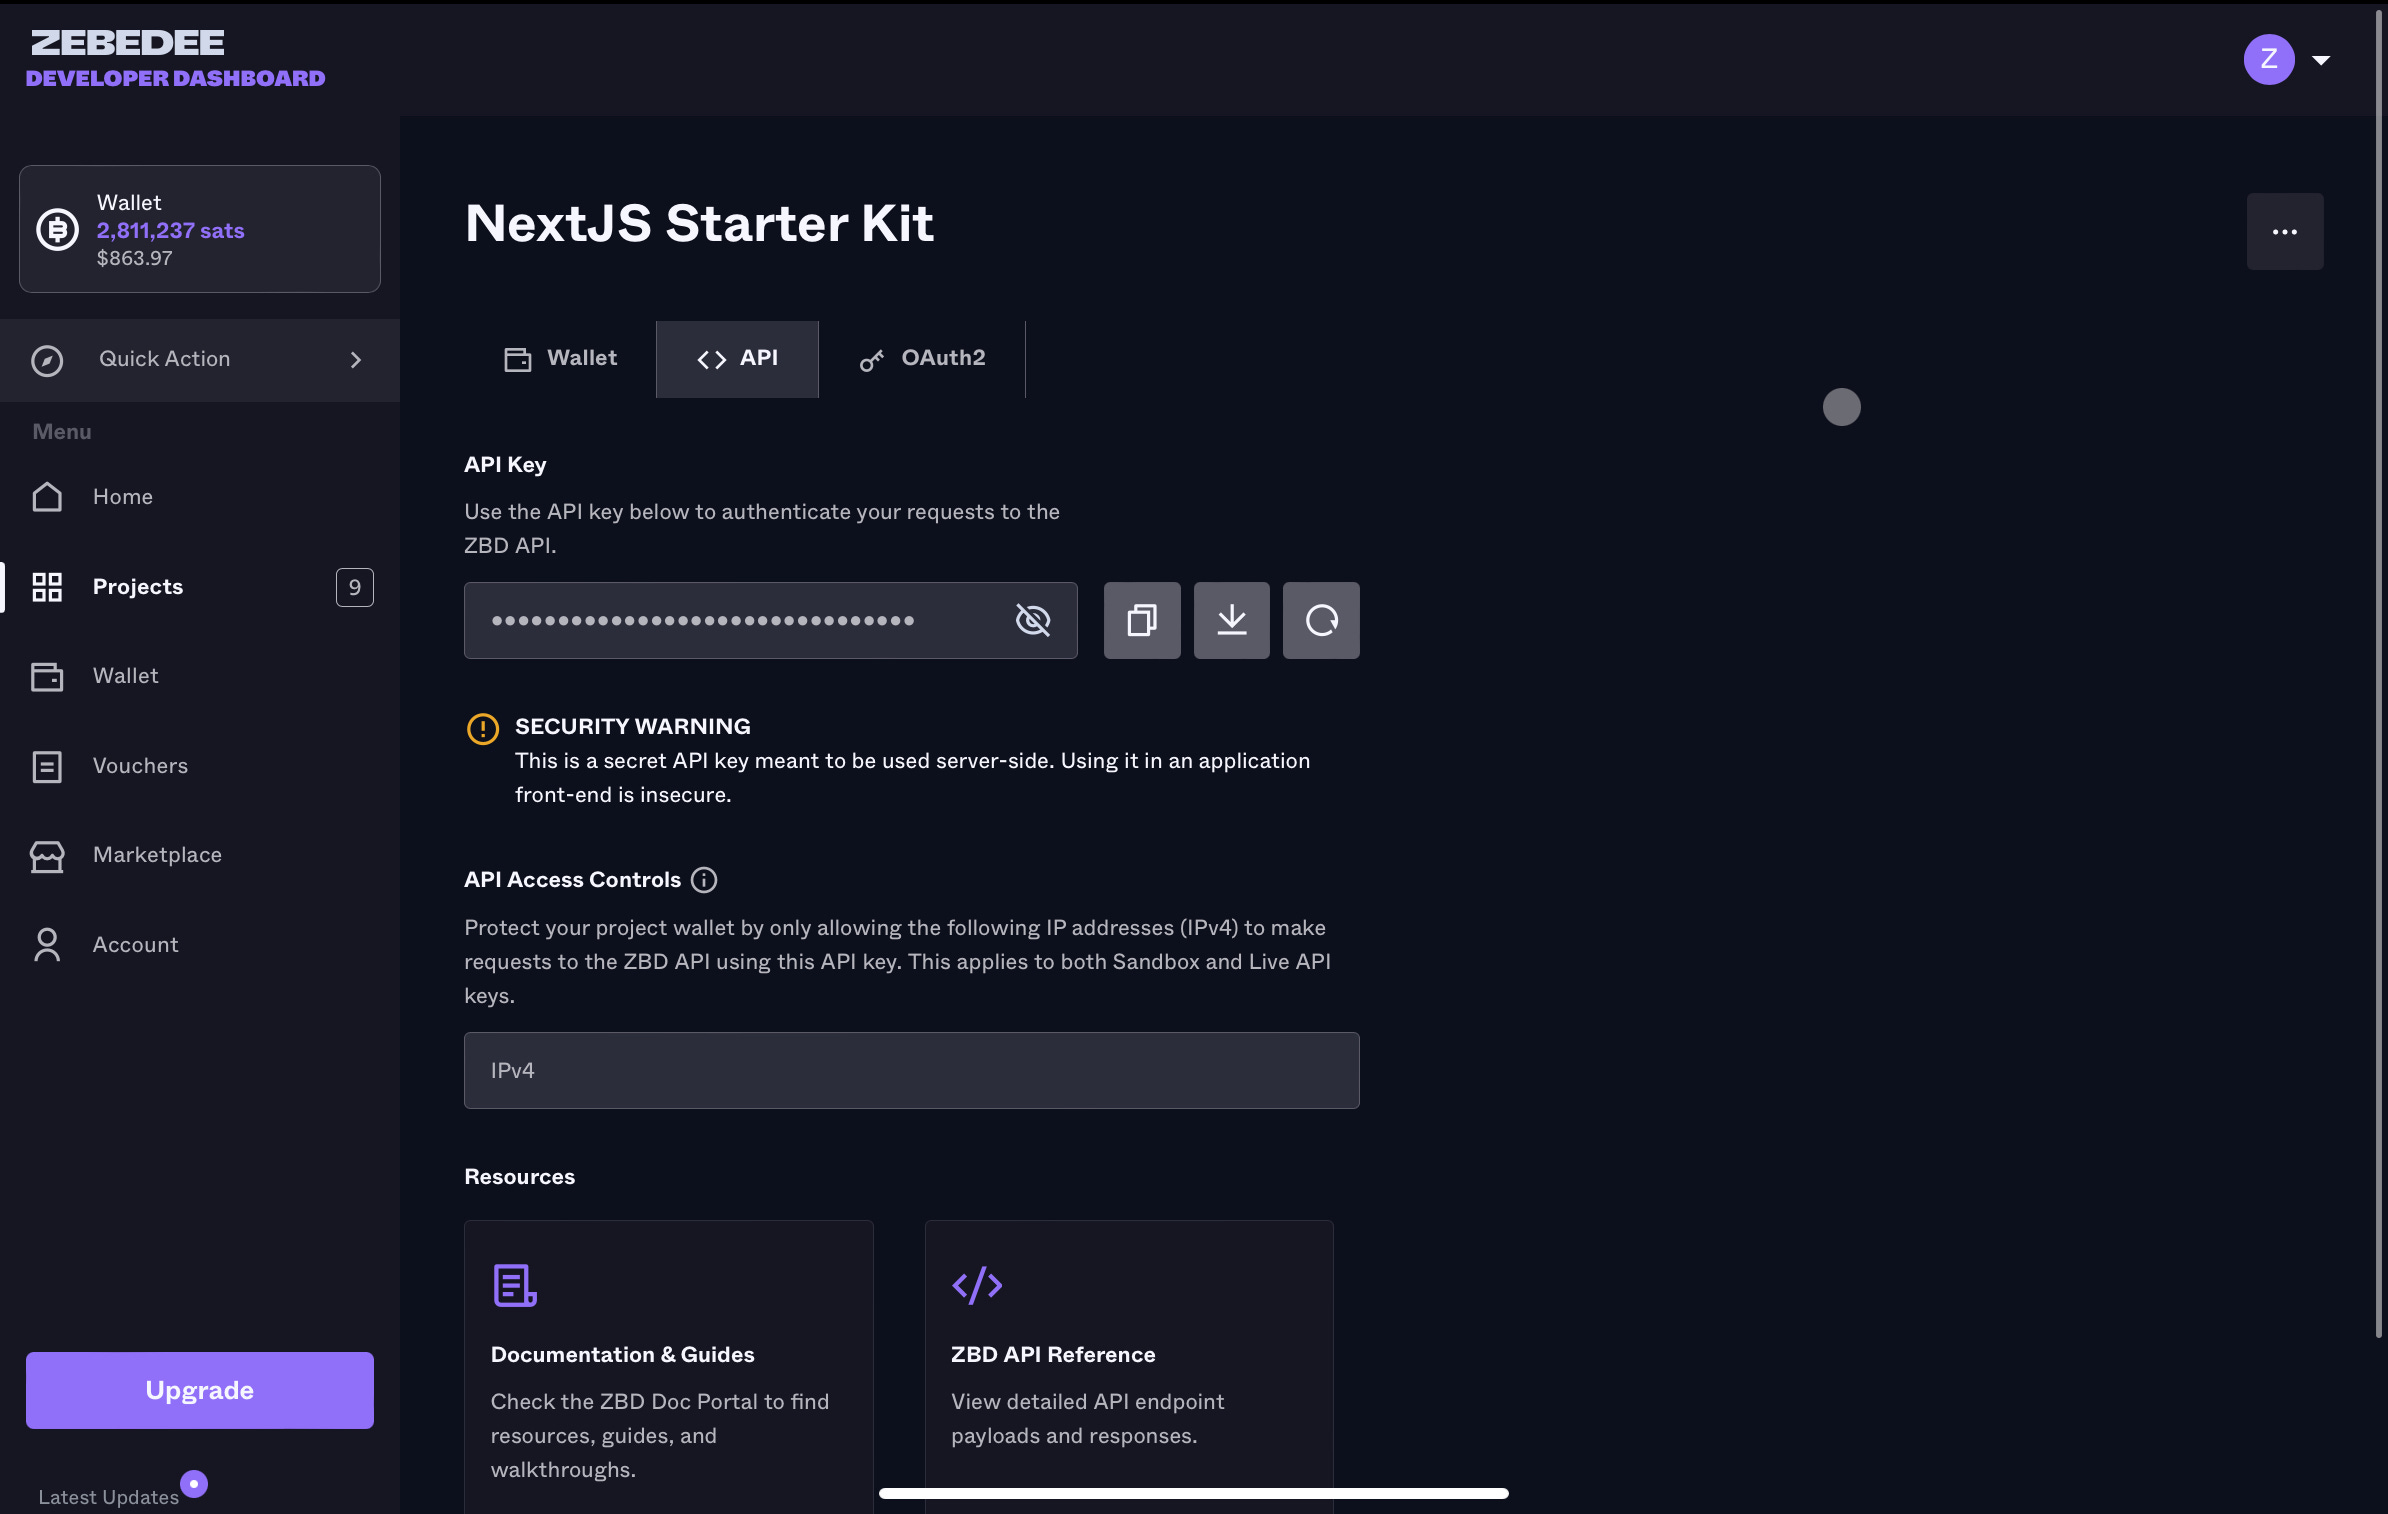 ZEBEDEE
DEVELOPER DASHBOARD
Z
Wallet
2,811,237 sats
$863.97
Quick Action
Menu
Home
Projects
9
Wallet
Vouchers
Marketplace
Account
Upgrade
Latest Updates
NextJS Starter Kit
Wallet
API
OAuth2
API Key
Use the API key below to authenticate your requests to the
ZBD API.
SECURITY WARNING
This is a secret API key meant to be used server-side. Using it in an application
front-end is insecure.
API Access Controls
Protect your project wallet by only allowing the following IP addresses (IPv4) to make
requests to the ZBD API using this API key. This applies to both Sandbox and Live API
keys.
IPv4
Resources
Documentation & Guides
Check the ZBD Doc Portal to find
resources, guides, and
walkthroughs.
ZBD API Reference
View detailed API endpoint
payloads and responses.